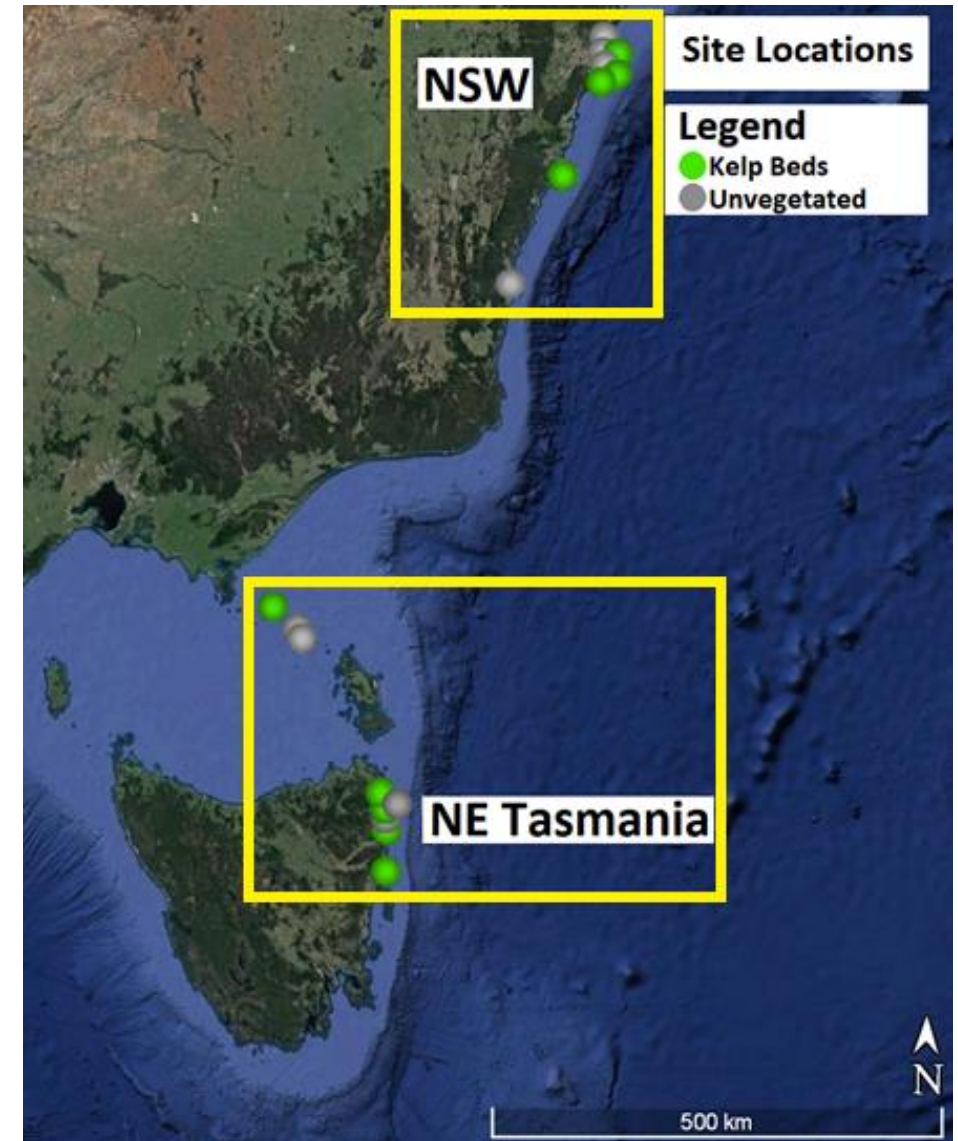 Site Locations
NSW
Legend
Kelp Beds
Unvegetated
NE Tasmania
N
500 km